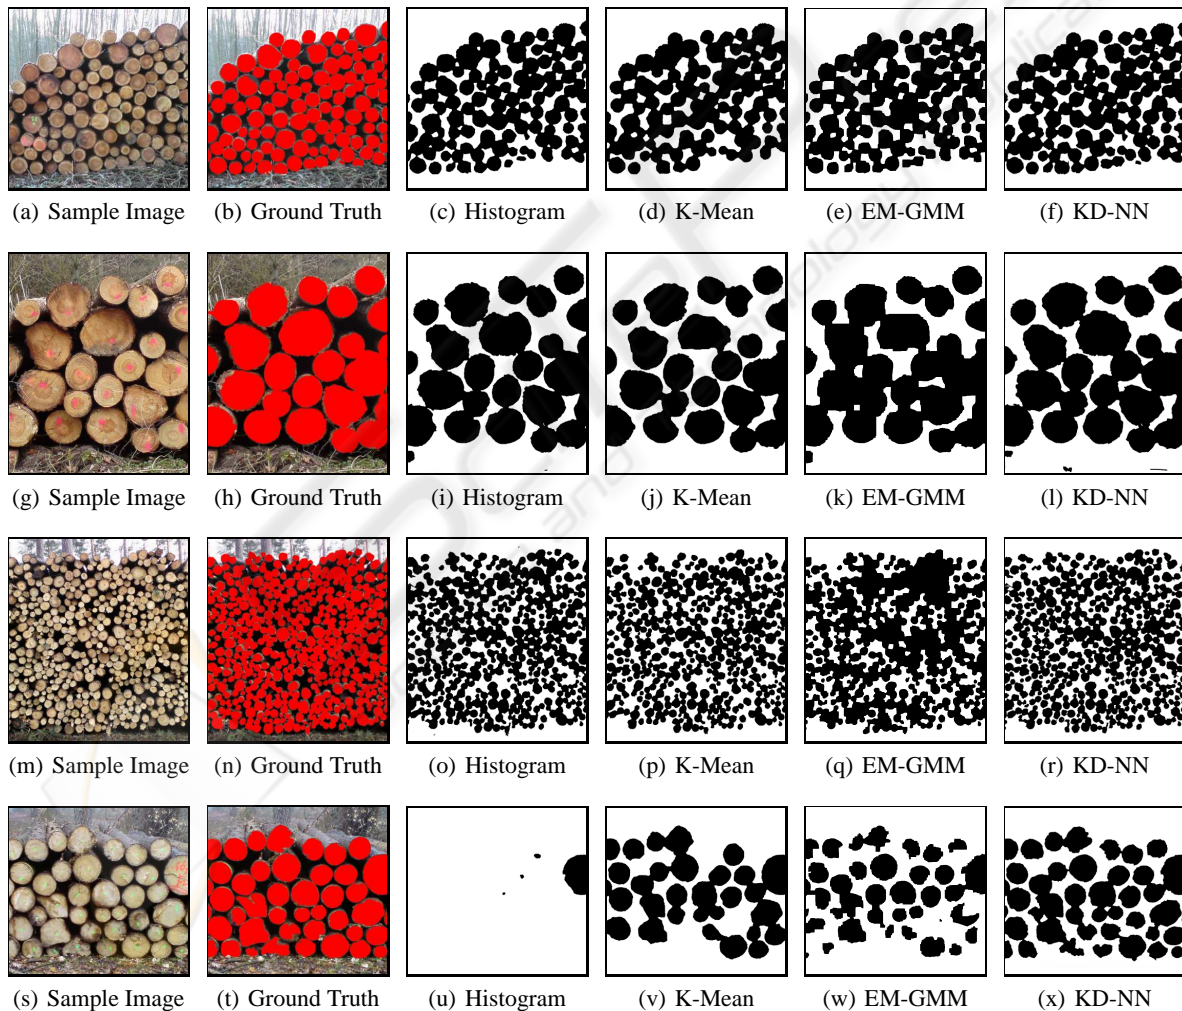 (a) Sample Image (b) Ground Truth (c) Histogram (d) K-Mean (e) EM-GMM (f) KD-NN
(g) Sample Image (h) Ground Truth (i) Histogram (j) K-Mean (k) EM-GMM (l) KD-NN
(m) Sample Image (n) Ground Truth (o) Histogram (p) K-Mean (q) EM-GMM (r) KD-NN
(s) Sample Image (t) Ground Truth (u) Histogram (v) K-Mean (w) EM-GMM (x) KD-NN